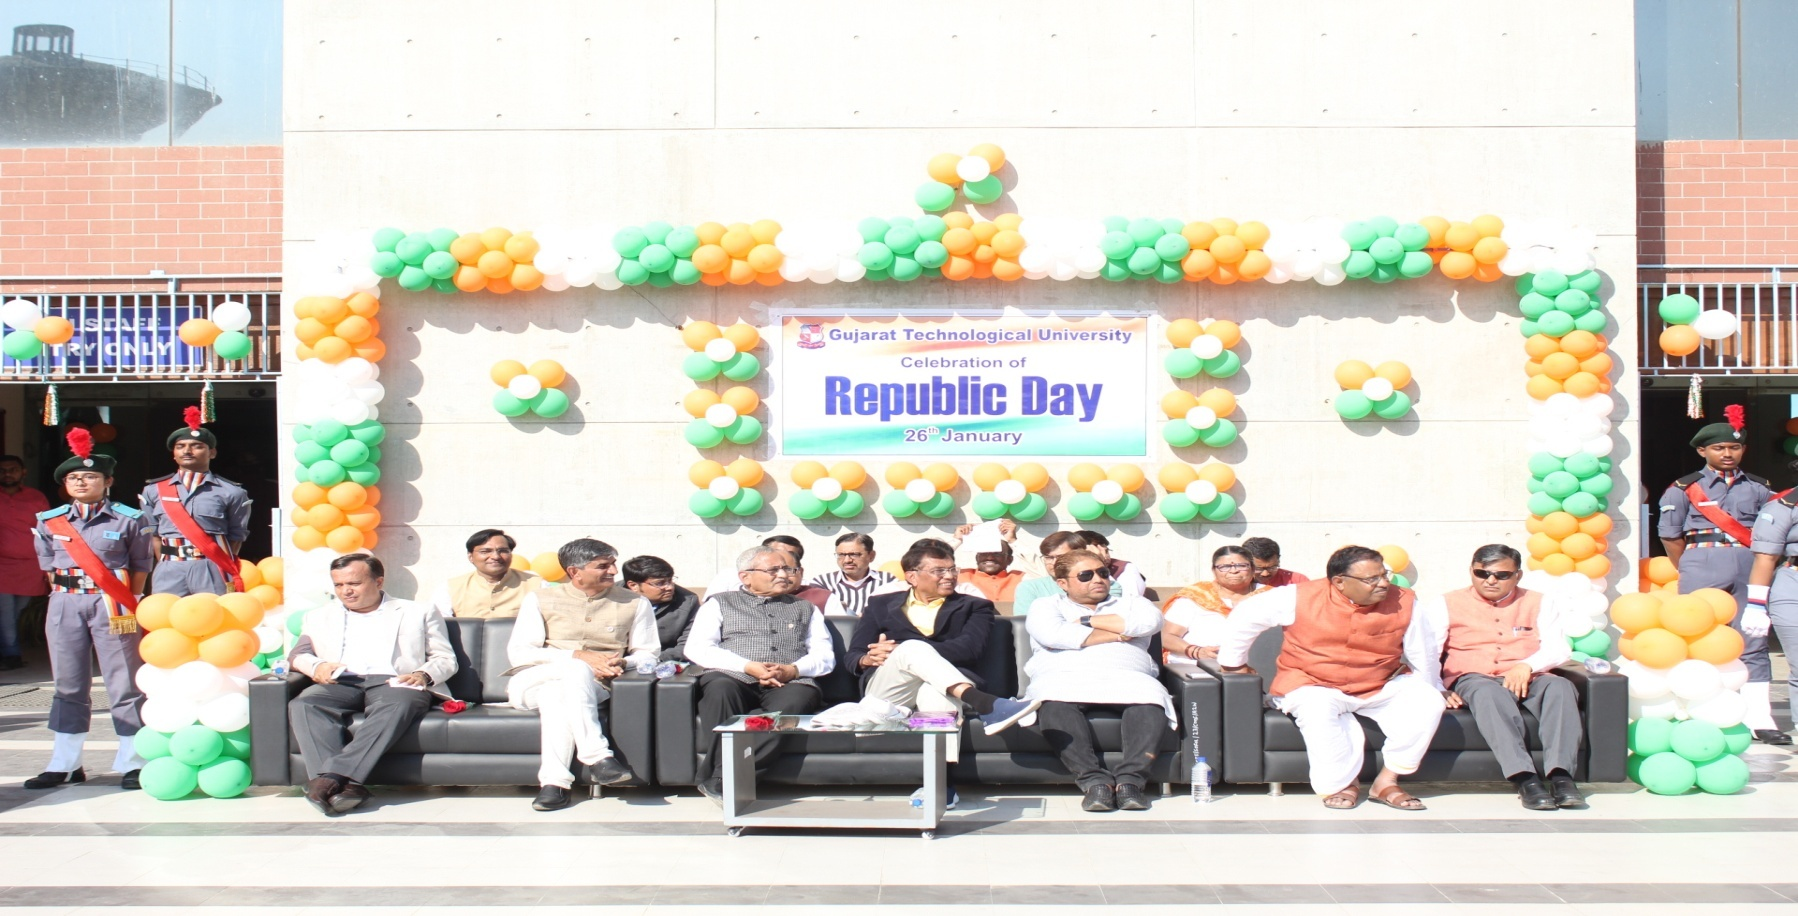 Gujarat Technological University
Celebration of
Republic Day
26th January
STAFF
TRY ONLY